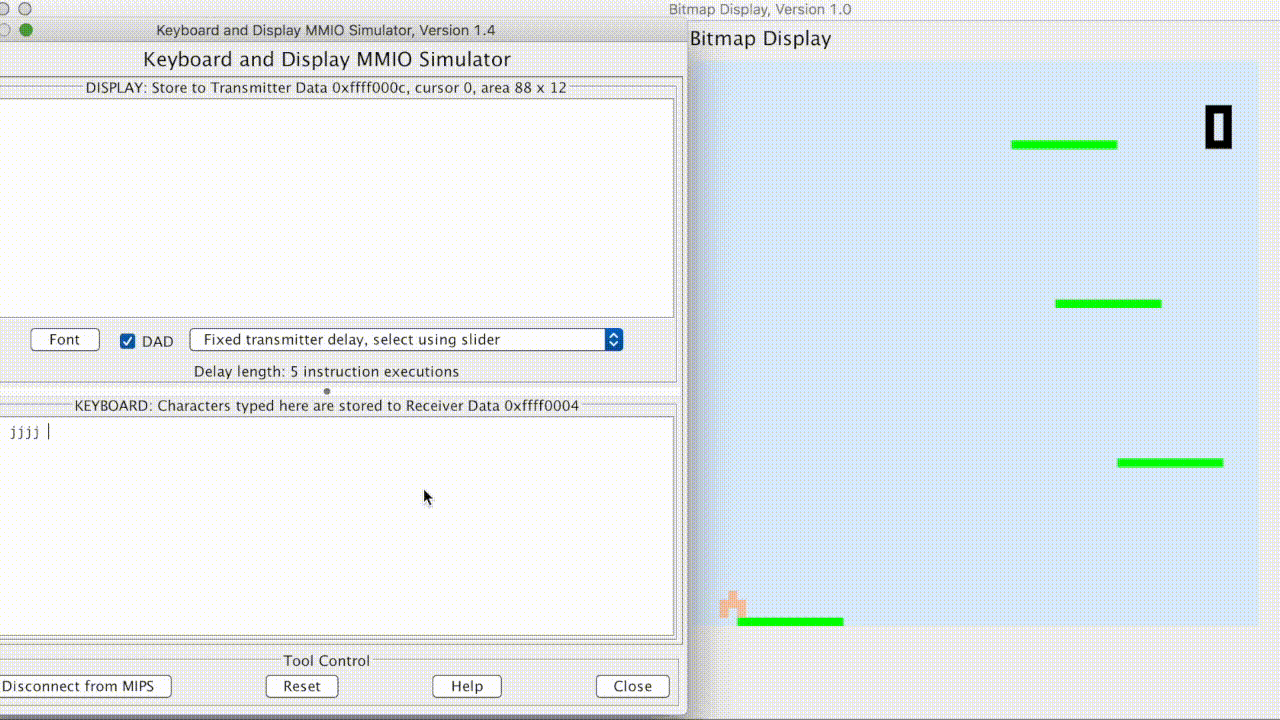 Bitmap Display, Version 1.0
Keyboard and Display MMIO Simulator, Version 1.4
Bitmap Display
Keyboard and Display MMIO Simulator
DISPLAY: Store to Transmitter Data 0xffff000c, cursor 0, area 88 x 12
0
Font
DAD
Fixed transmitter delay, select using slider
Delay length: 5 instruction executions
KEYBOARD: Characters typed here are stored to Receiver Data 0xffff0004
jjjj
Tool Control
Disconnect from MIPS
Reset
Help
Close